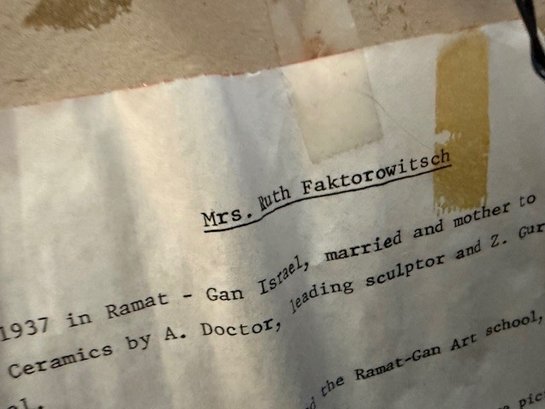 Mrs. Ruth Faktorowitsch
1937 in Ramat - Gan Israel, married and mother to
Ceramics by A. Doctor, leading sculptor and Z. Gur
the Ramat-Gan Art school,